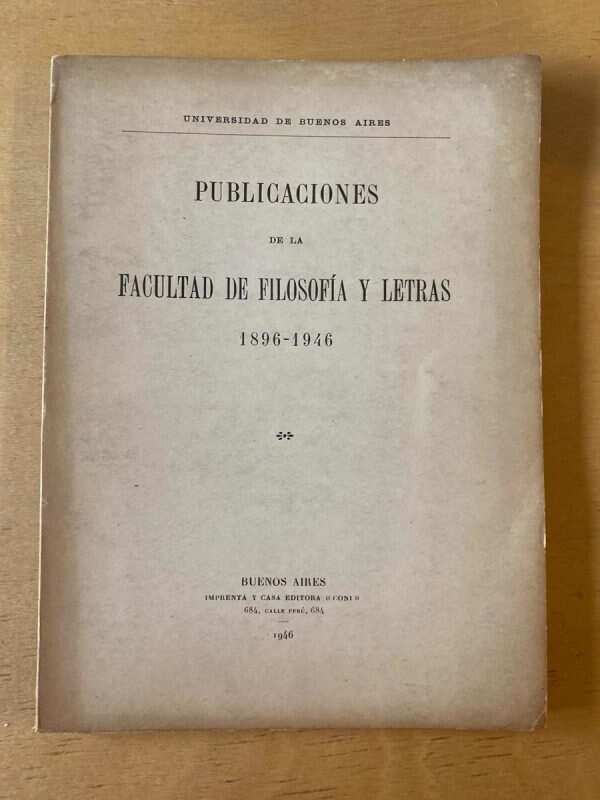 UNIVERSIDAD DE BUENOS AIRES
PUBLICACIONES
DE LA
FACULTAD DE FILOSOFÍA Y LETRAS
1896-1946
BUENOS AIRES
IMPRENTA Y CASA EDITORA «CONI»
684, CALLE PERÚ, 684
1946